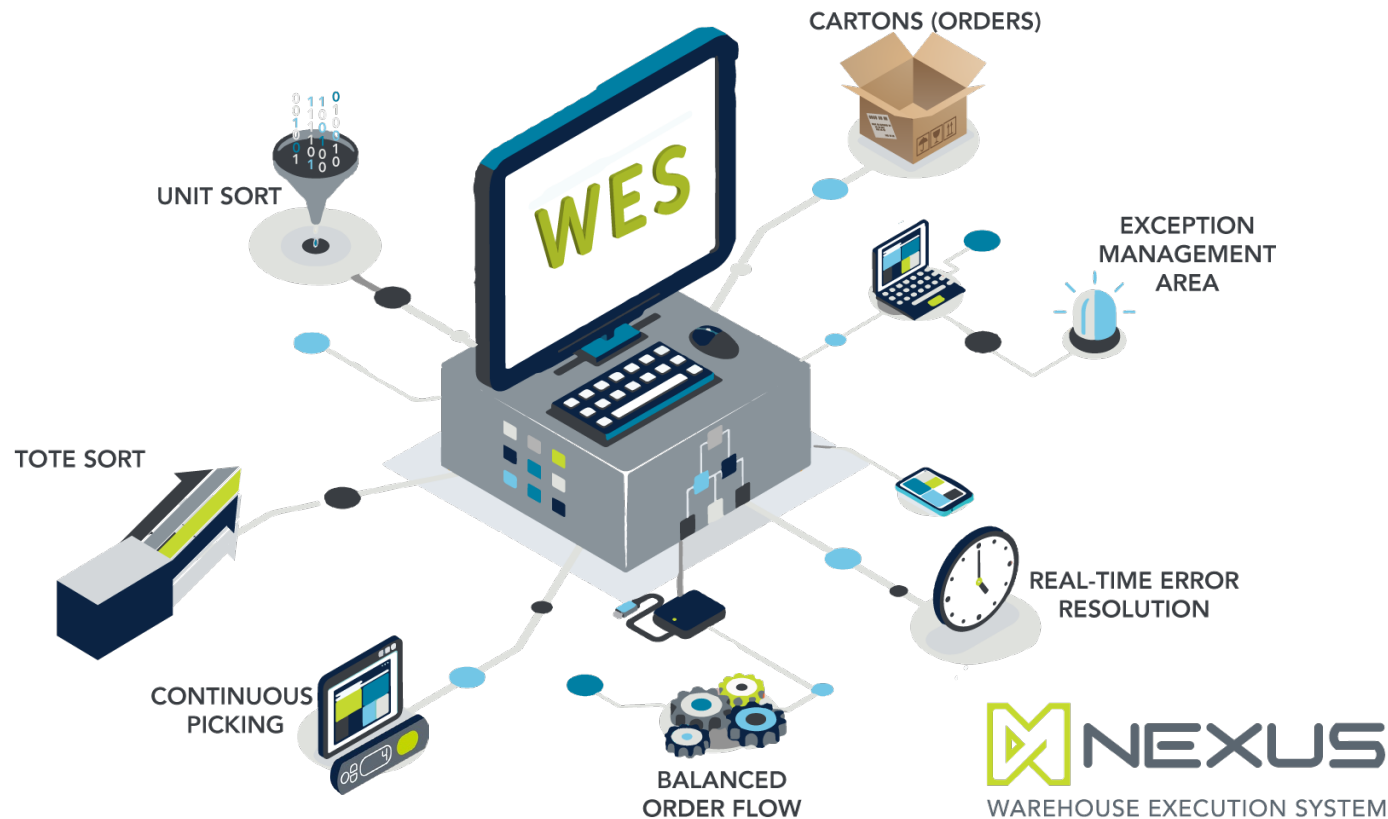 CARTONS (ORDERS)
UNIT SORT
WES
EXCEPTION
MANAGEMENT
AREA
TOTE SORT
REAL-TIME ERROR
RESOLUTION
CONTINUOUS
PICKING
4
BALANCED
ORDER FLOW
NEXUS
WAREHOUSE EXECUTION SYSTEM